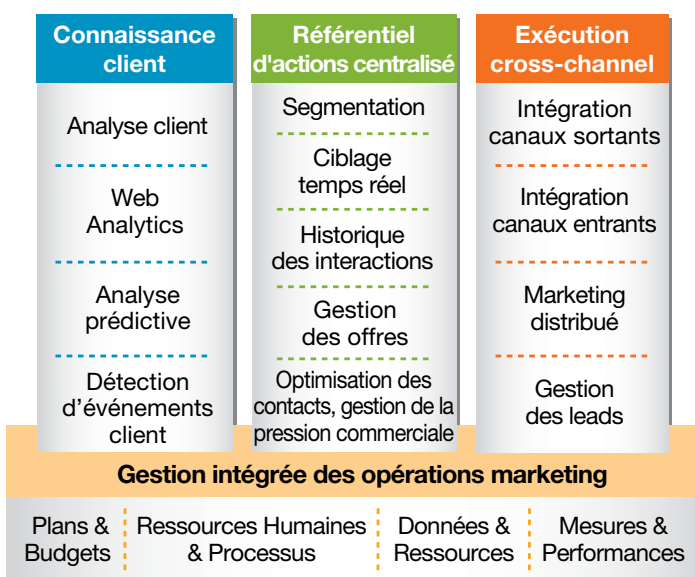 Connaissance
client
Analyse client
Web
Analytics
Analyse
prédictive
Détection
d’événements
client
Référentiel
d'actions centralisé
Segmentation
Ciblage
temps réel
Historique
des interactions
Gestion
des offres
Optimisation des
contacts, gestion de la
pression commerciale
Exécution
cross-channel
Intégration
canaux sortants
Intégration
canaux entrants
Marketing
distribué
Gestion
des leads
Gestion intégrée des opérations marketing
Plans &
Budgets
Ressources Humaines
& Processus
Données &
Ressources
Mesures &
Performances